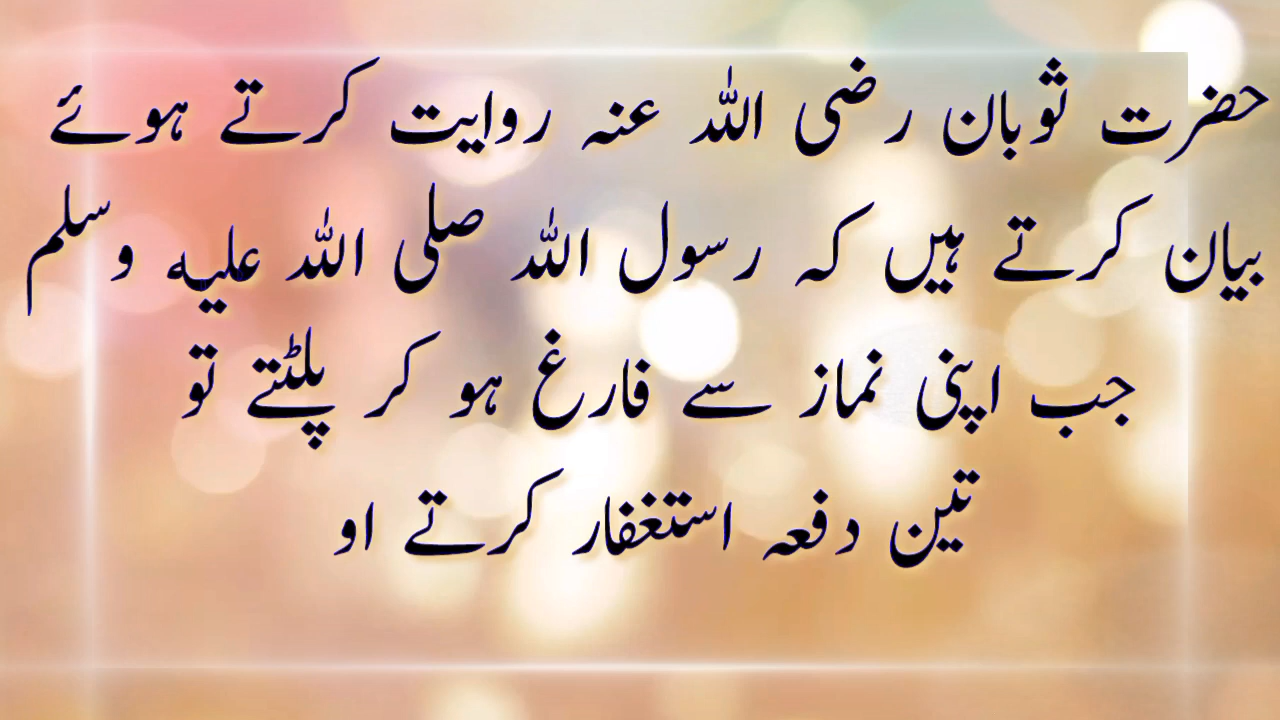 حضرت ثوبان رضی اللہ عنہ روایت کرتے ہوئے
بیان کرتے ہیں کہ رسول اللہ صلی اللہ علیہ وسلم
جب اپنی نماز سے فارغ ہو کر پلٹتے تو
تین دفعہ استغفار کرتے او